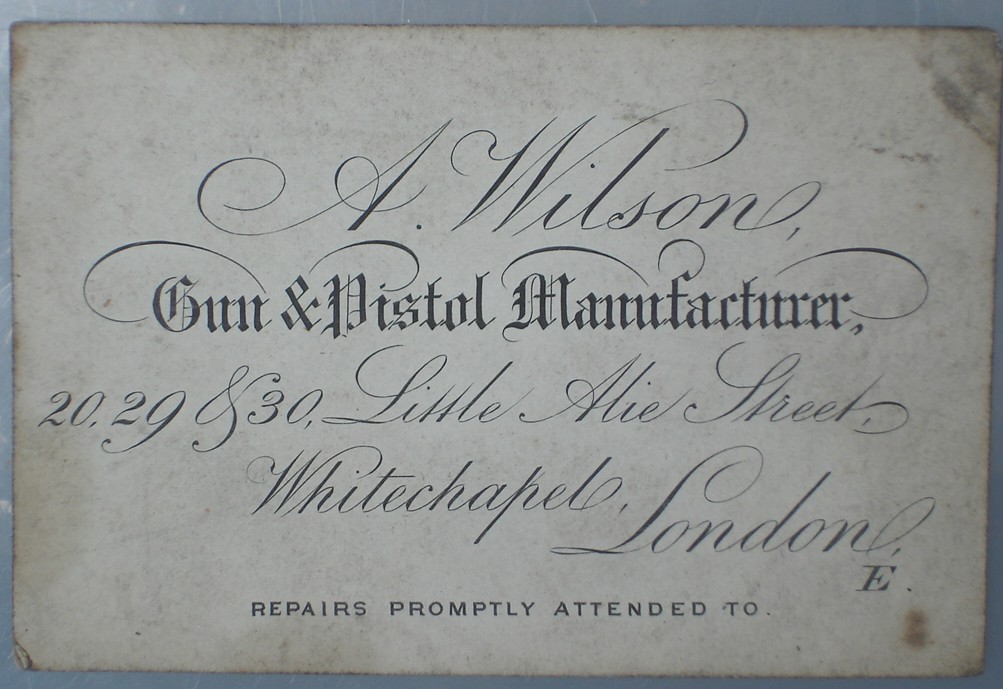 A. Wilson,
Gun & Pistol Manufacturer,
20, 29 & 30, Little Alie Street,
Whitechapel,
London,
E.
REPAIRS PROMPTLY ATTENDED TO.